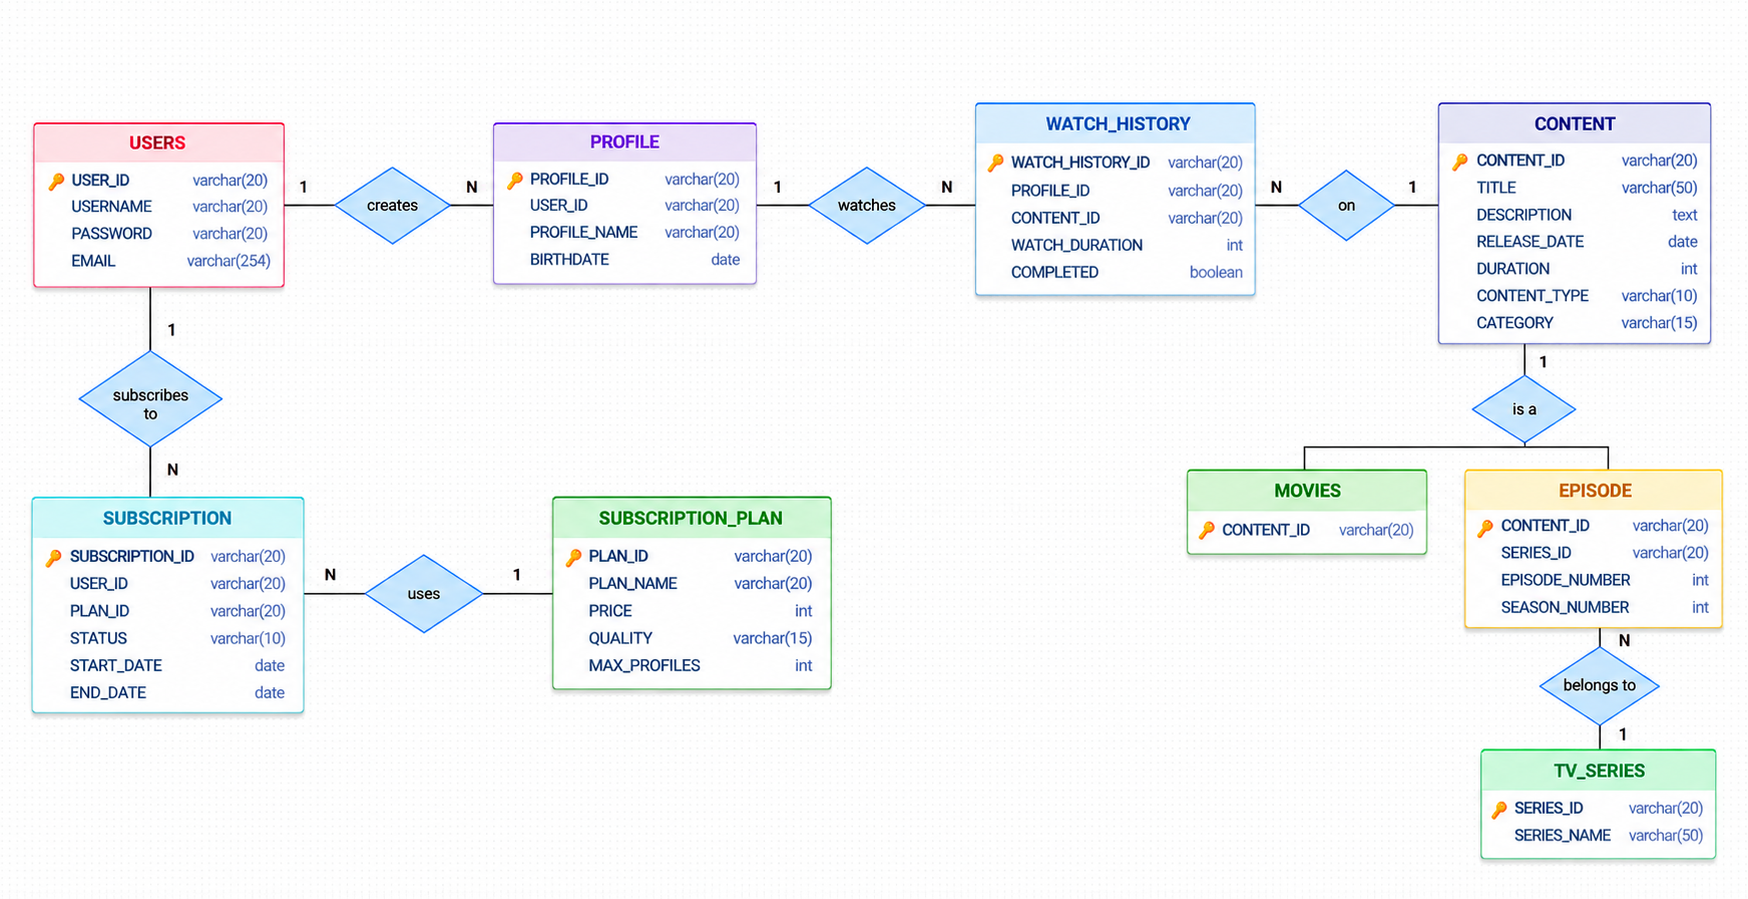 USERS
USER_ID varchar(20)
USERNAME varchar(20)
PASSWORD varchar(20)
EMAIL varchar(254)
1
creates
N
PROFILE
PROFILE_ID varchar(20)
USER_ID varchar(20)
PROFILE_NAME varchar(20)
BIRTHDATE date
1
watches
N
WATCH_HISTORY
WATCH_HISTORY_ID varchar(20)
PROFILE_ID varchar(20)
CONTENT_ID varchar(20)
WATCH_DURATION int
COMPLETED boolean
N
on
1
CONTENT
CONTENT_ID varchar(20)
TITLE varchar(50)
DESCRIPTION text
RELEASE_DATE date
DURATION int
CONTENT_TYPE varchar(10)
CATEGORY varchar(15)
1
subscribes
to
N
SUBSCRIPTION
SUBSCRIPTION_ID varchar(20)
USER_ID varchar(20)
PLAN_ID varchar(20)
STATUS varchar(10)
START_DATE date
END_DATE date
N
uses
1
SUBSCRIPTION_PLAN
PLAN_ID varchar(20)
PLAN_NAME varchar(20)
PRICE int
QUALITY varchar(15)
MAX_PROFILES int
1
is a
MOVIES
CONTENT_ID varchar(20)
EPISODE
CONTENT_ID varchar(20)
SERIES_ID varchar(20)
EPISODE_NUMBER int
SEASON_NUMBER int
N
belongs to
1
TV_SERIES
SERIES_ID varchar(20)
SERIES_NAME varchar(50)